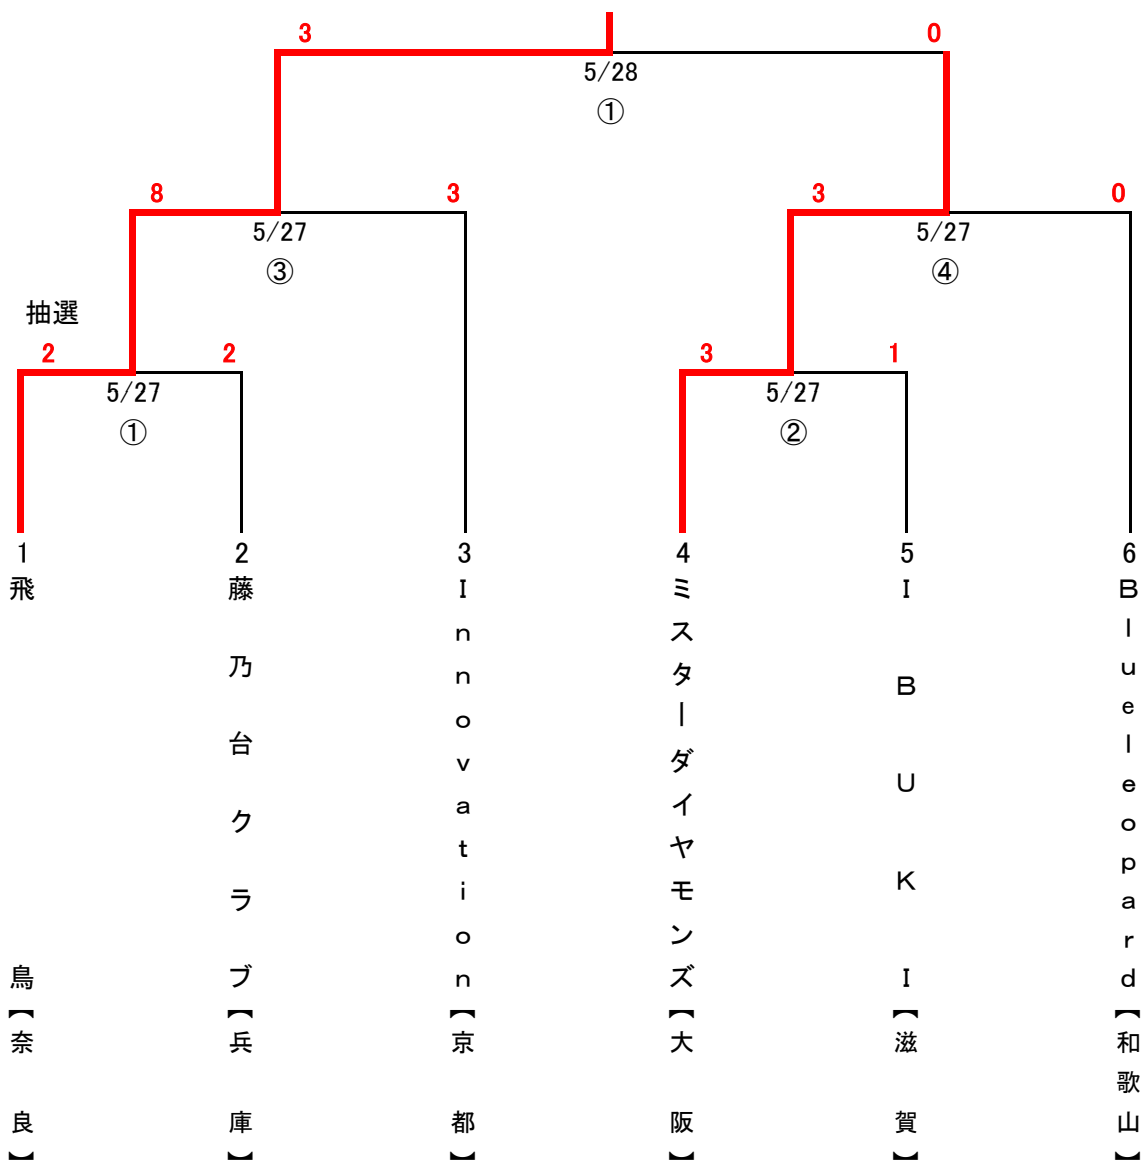 3 0
5/28
①
8 3 3 0
5/27 5/27
③ ④
抽選
2 2 3 1
5/27 5/27
① ②
1 2 3 4 5 6
飛鳥【奈良】
藤乃台クラブ【兵庫】
Innovation【京都】
ミスターダイヤモンズ【大阪】
IBUKI【滋賀】
Blueleopard【和歌山】